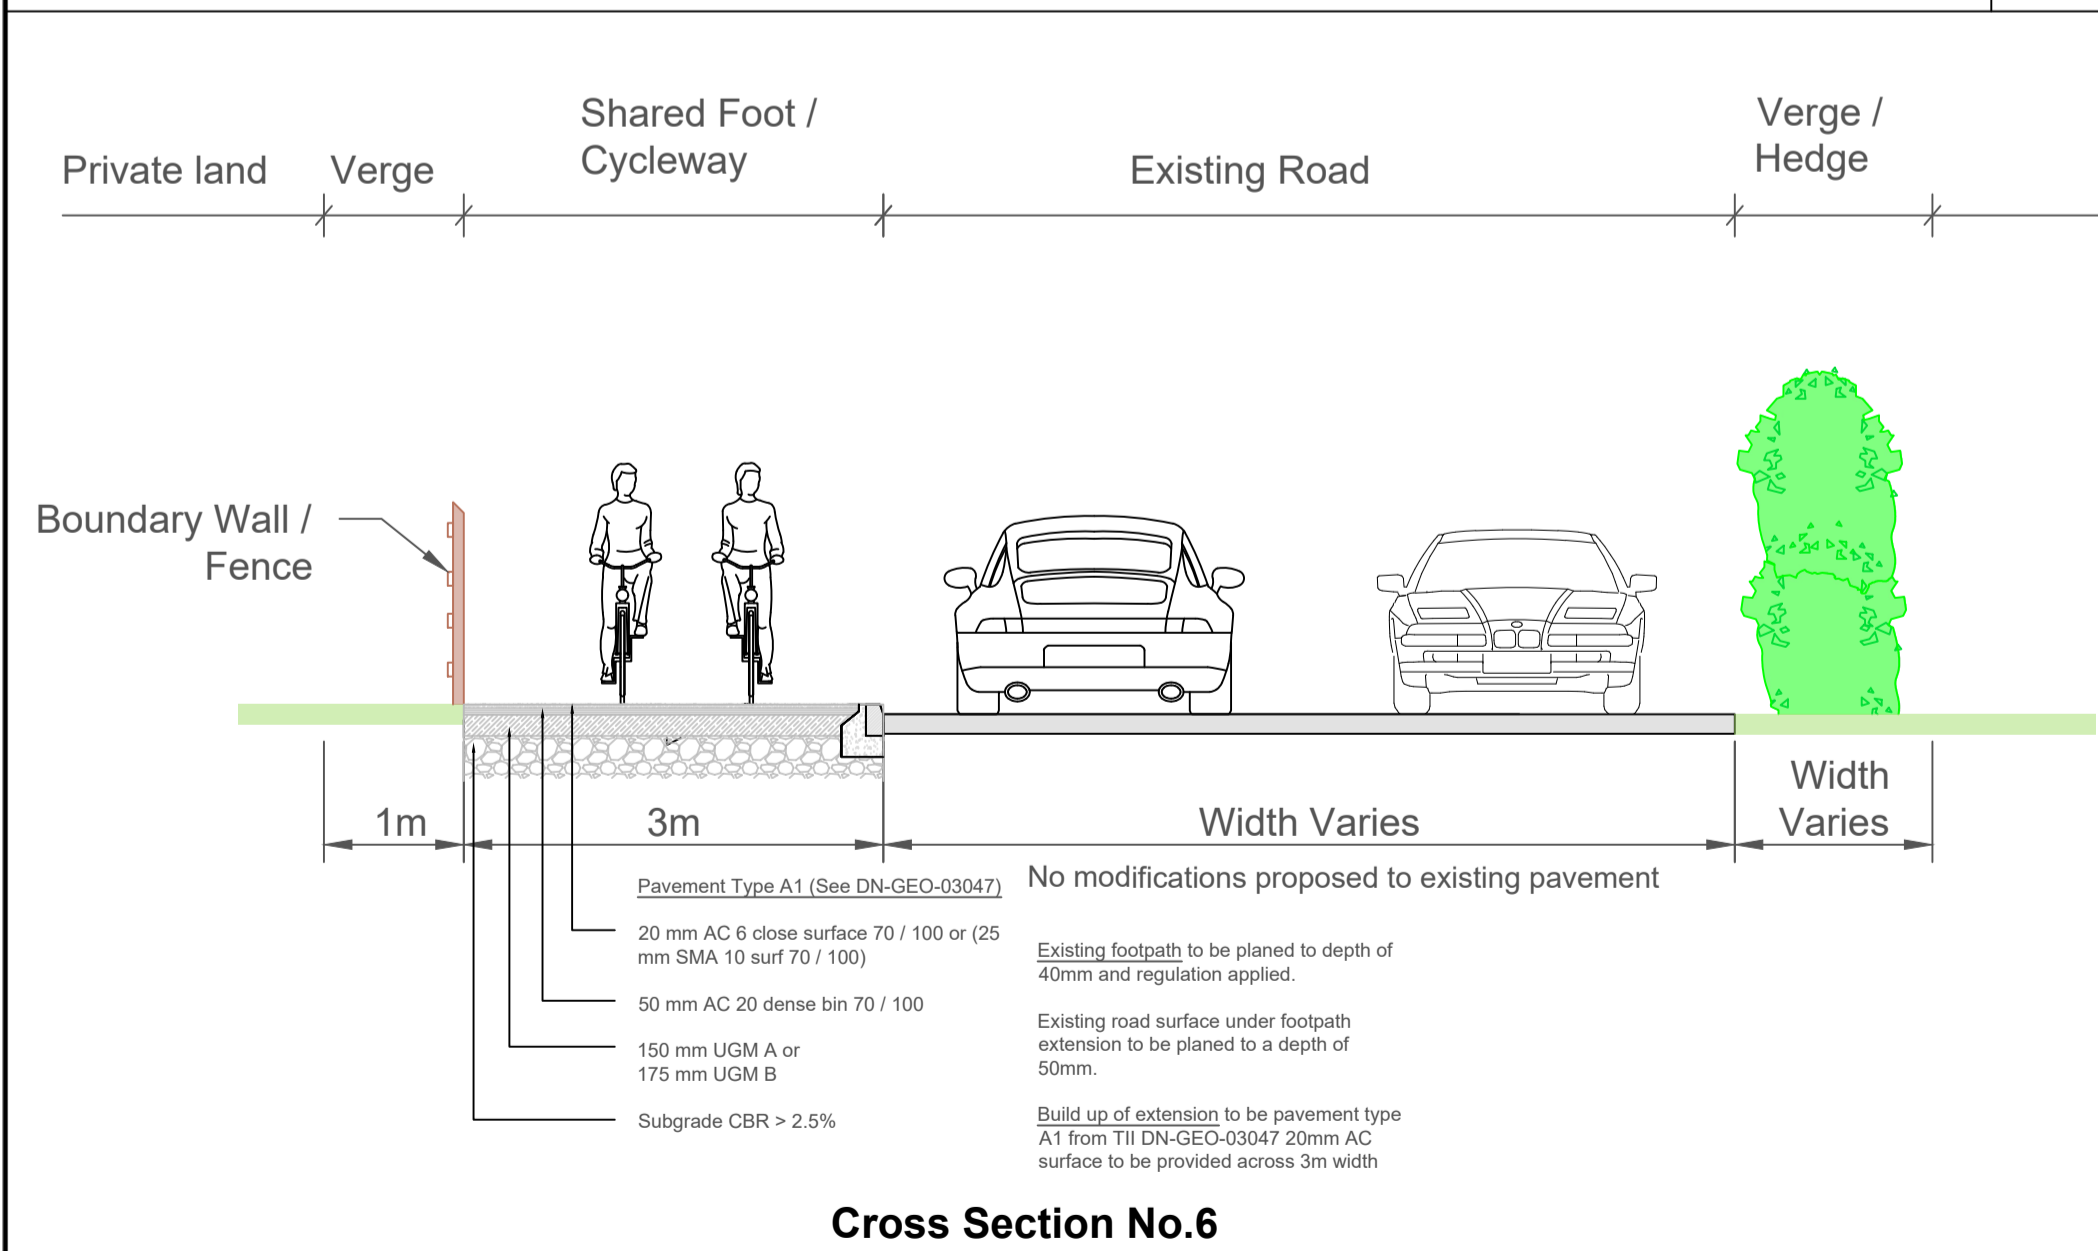 Private land
Verge
Shared Foot /
Cycleway
Existing Road
Verge /
Hedge
Boundary Wall /
Fence
1m
3m
Width Varies
Width
Varies
Pavement Type A1 (See DN-GEO-03047)
20 mm AC 6 close surface 70 / 100 or (25
mm SMA 10 surf 70 / 100)
50 mm AC 20 dense bin 70 / 100
150 mm UGM A or
175 mm UGM B
Subgrade CBR > 2.5%
No modifications proposed to existing pavement
Existing footpath to be planed to depth of
40mm and regulation applied.
Existing road surface under footpath
extension to be planed to a depth of
50mm.
Build up of extension to be pavement type
A1 from TII DN-GEO-03047 20mm AC
surface to be provided across 3m width
Cross Section No.6